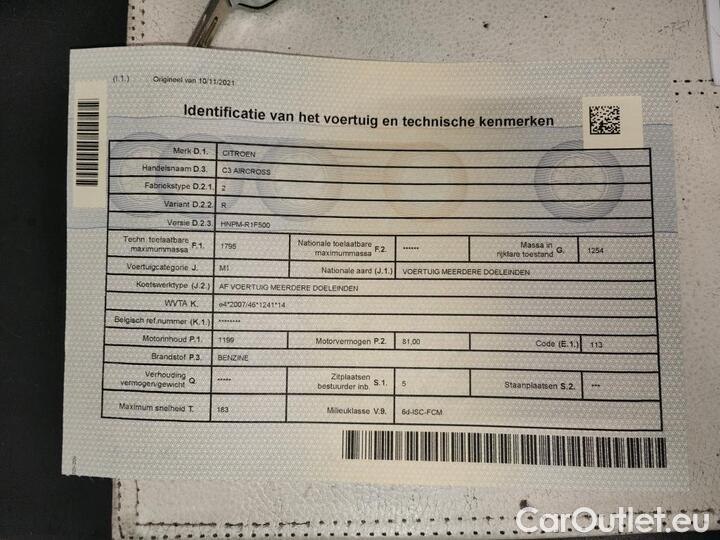 (I.1.) Origineel van 10/11/2021
Identificatie van het voertuig en technische kenmerken
Merk D.1. CITROEN
Handelsnaam D.3. C3 AIRCROSS
Fabriekstype D.2.1. 2
Variant D.2.2. R
Versie D.2.3. HNPM-R1F500
Techn. toelaatbare maximummassa F.1. 1795 Nationale toelaatbare maximummassa F.2. ****** Massa in rijklare toestand G. 1254
Voertuigcategorie J. M1 Nationale aard (J.1.) VOERTUIG MEERDERE DOELEINDEN
Koetswerktype (J.2.) AF VOERTUIG MEERDERE DOELEINDEN
WVTA K. e4*2007/46*1241*14
Belgisch ref.nummer (K.1.) ********
Motorinhoud P.1. 1199 Motorvermogen P.2. 81,00 Code (E.1.) 113
Brandstof P.3. BENZINE
Verhouding vermogen/gewicht Q. ***** Zitplaatsen bestuurder inb. S.1. 5 Staanplaatsen S.2. ***
Maximum snelheid T. 183 Milieuklasse V.9. 6d-ISC-FCM
CarOutlet.eu